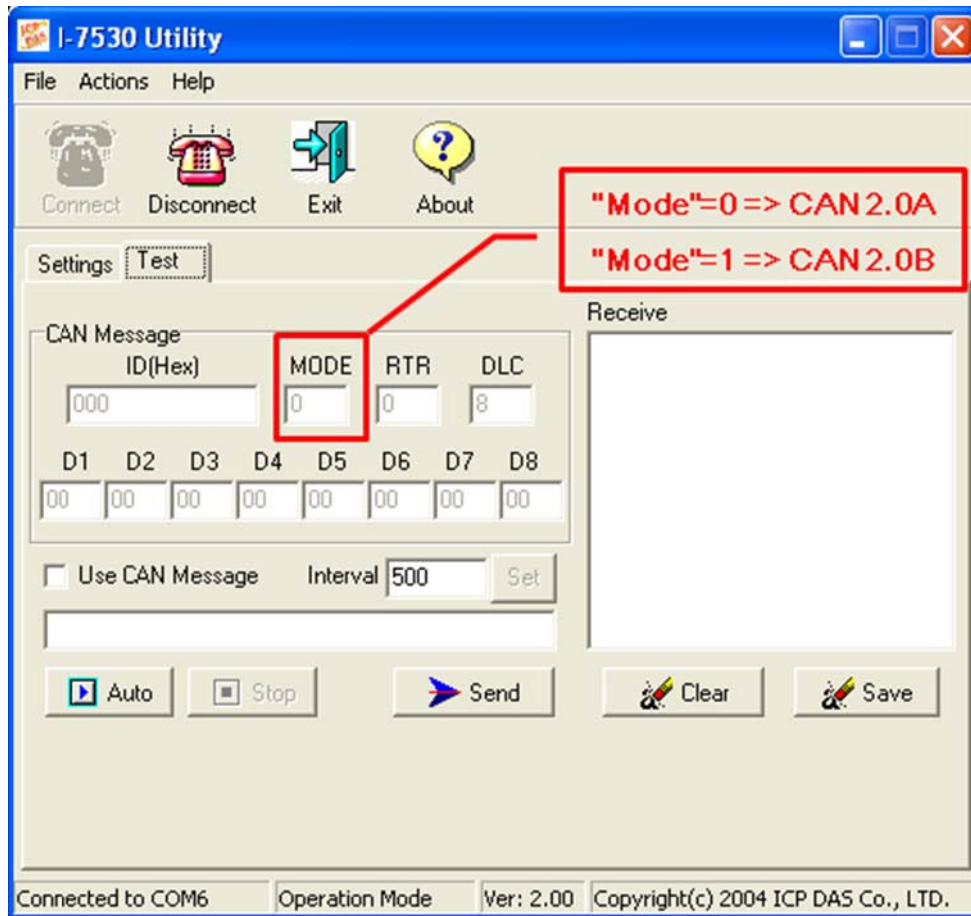 ICP DAS
I-7530 Utility
File Actions Help
Connect Disconnect Exit About
"Mode"=0 => CAN 2.0A
"Mode"=1 => CAN 2.0B
Settings Test
CAN Message
ID(Hex) MODE RTR DLC
000 0 0 8
D1 D2 D3 D4 D5 D6 D7 D8
00 00 00 00 00 00 00 00
Use CAN Message Interval 500 Set
Auto Stop Send
Receive
Clear Save
Connected to COM6 Operation Mode Ver: 2.00 Copyright(c) 2004 ICP DAS Co., LTD.